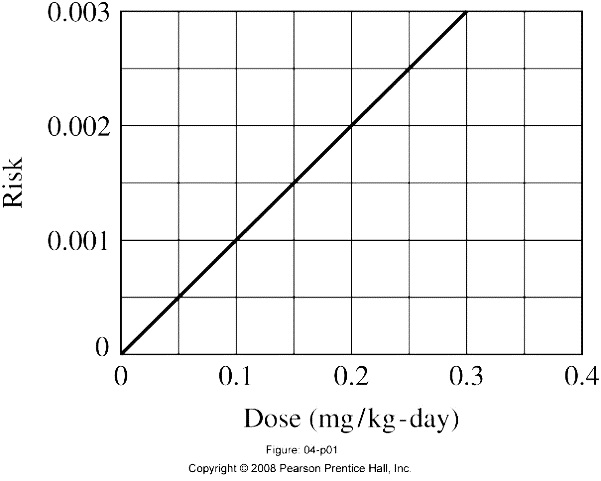 0.003
0.002
0.001
0
Risk
0 0.1 0.2 0.3 0.4
Dose (mg/kg-day)
Figure: 04-p01
Copyright © 2008 Pearson Prentice Hall, Inc.